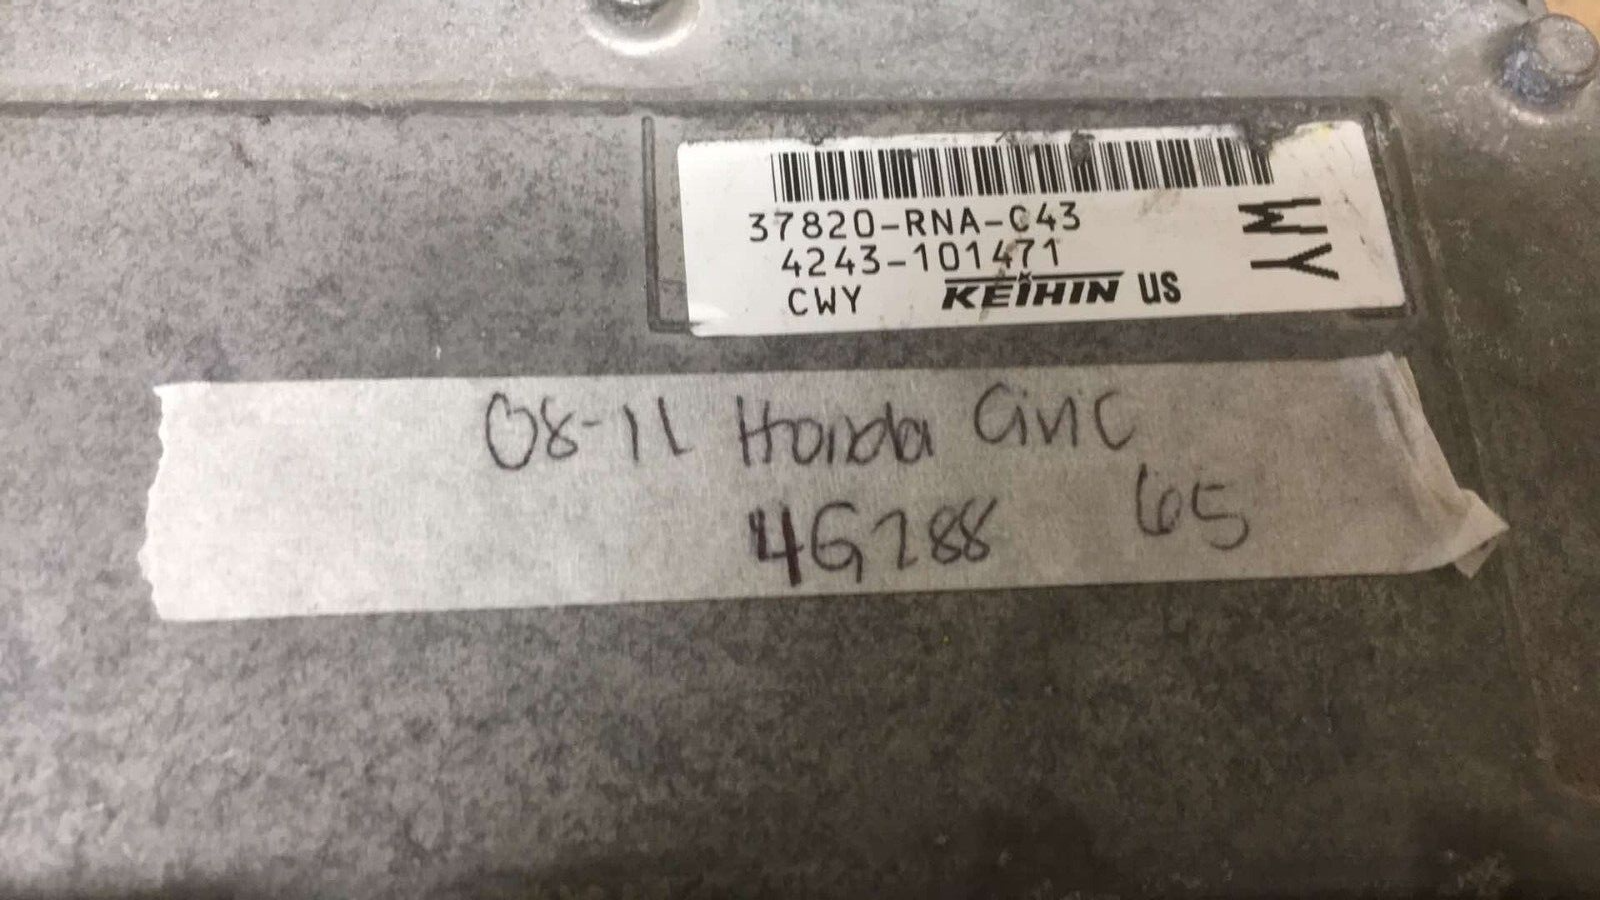 37820-RNA-C43
4243-101471
CWY KEIHIN US
WY
08-11 Honda Civic
4G288 65